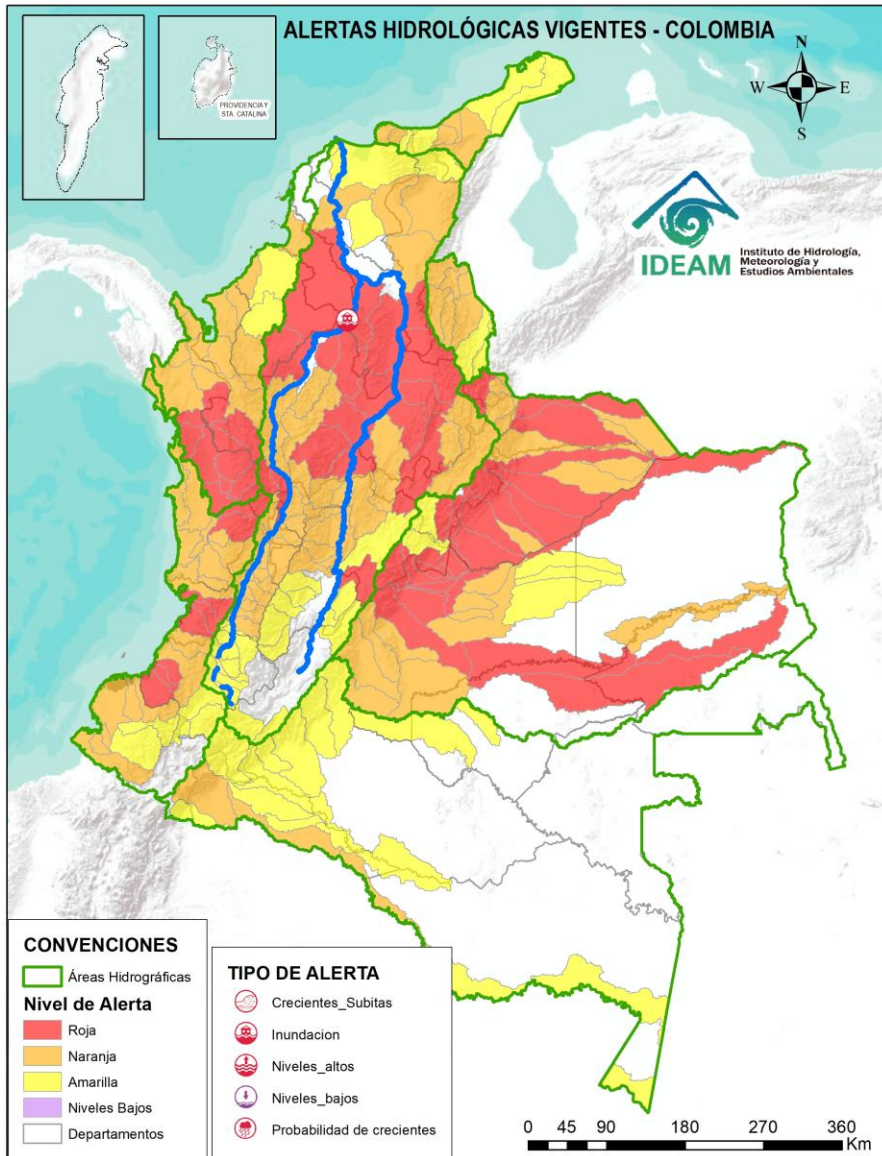 ALERTAS HIDROLÓGICAS VIGENTES - COLOMBIA
PROVIDENCIA Y
STA. CATALINA
N
W
E
S
IDEAM
Instituto de Hidrología,
Meteorología y
Estudios Ambientales
CONVENCIONES
Áreas Hidrográficas
Nivel de Alerta
Roja
Naranja
Amarilla
Niveles Bajos
Departamentos
TIPO DE ALERTA
Crecientes_Subitas
Inundacion
Niveles_altos
Niveles_bajos
Probabilidad de crecientes
0 45 90 180 270 360
Km